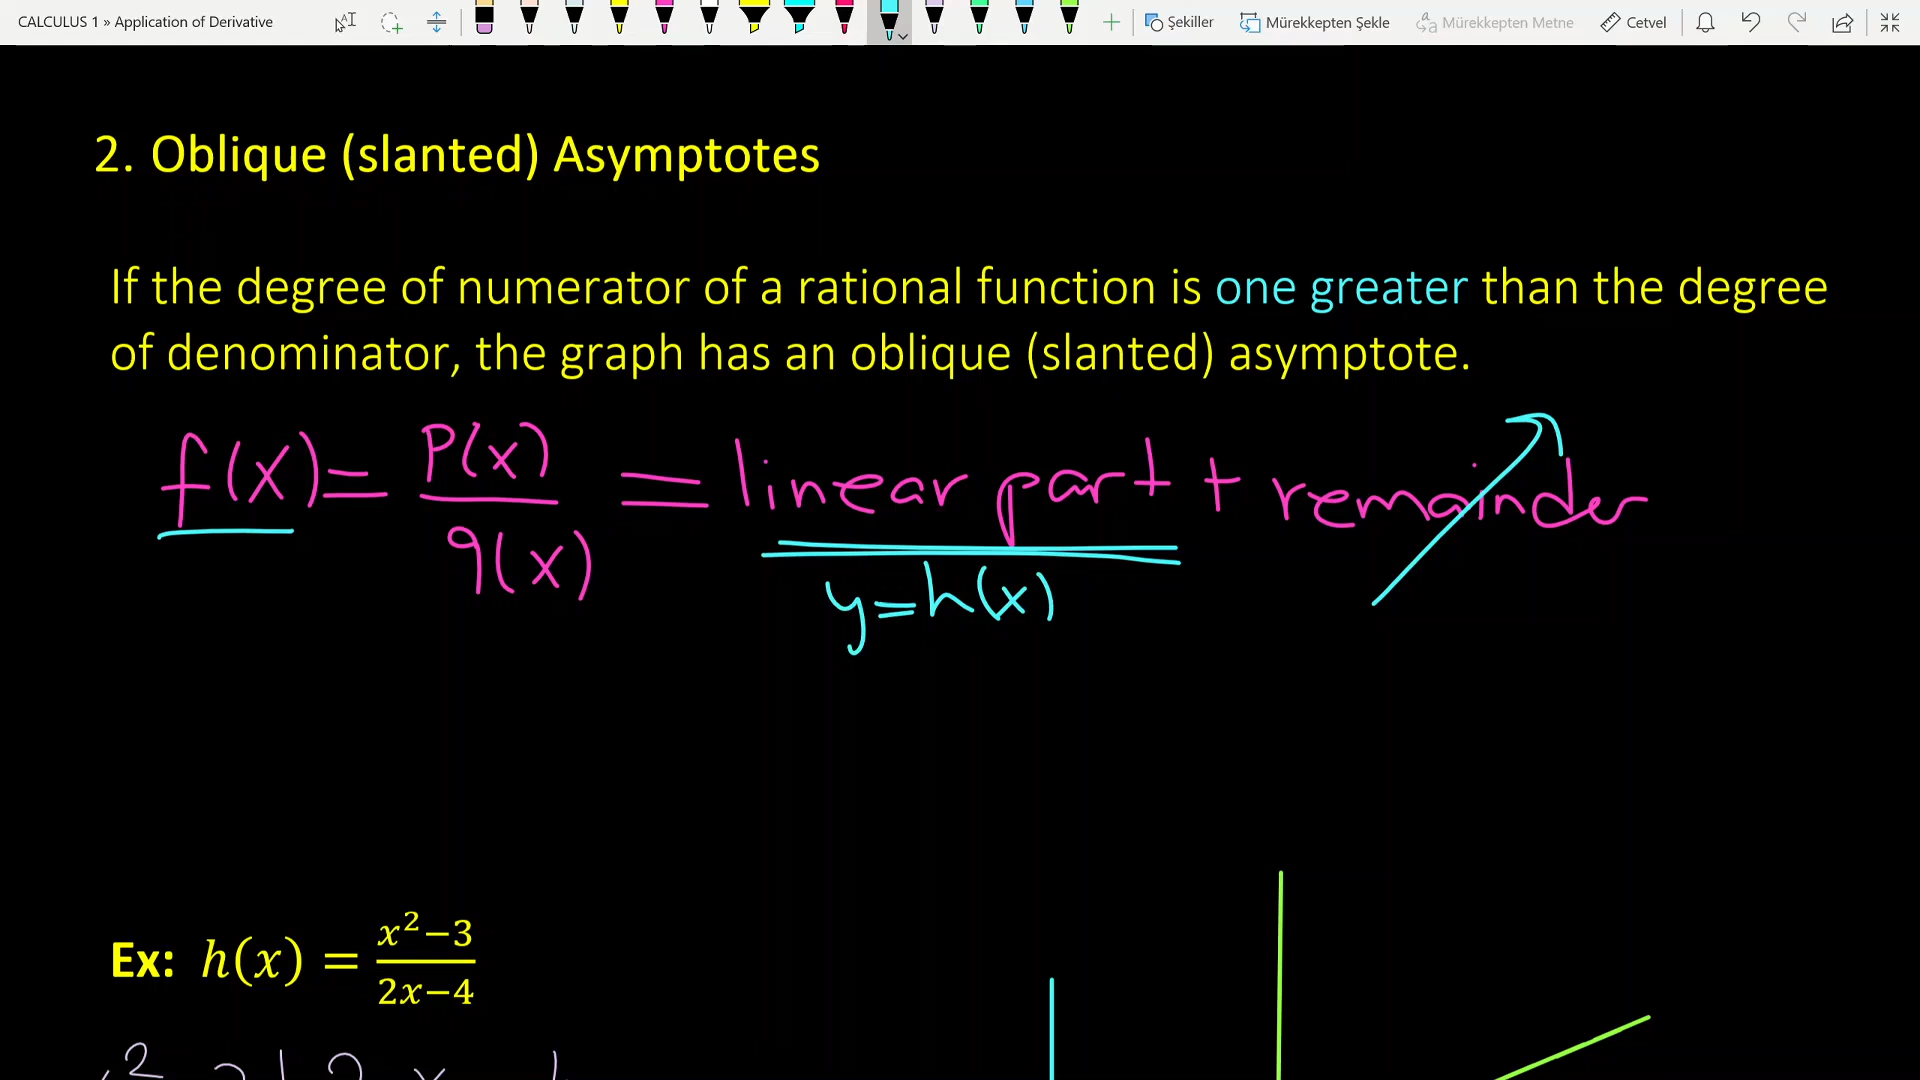 CALCULUS 1 » Application of Derivative
Şekiller
Mürekkepten Şekle
Mürekkepten Metne
Cetvel
2. Oblique (slanted) Asymptotes
If the degree of numerator of a rational function is one greater than the degree
of denominator, the graph has an oblique (slanted) asymptote.
f(x) = P(x)/q(x) = linear part + remainder
y=h(x)
Ex: h(x) = x²−3/2x−4